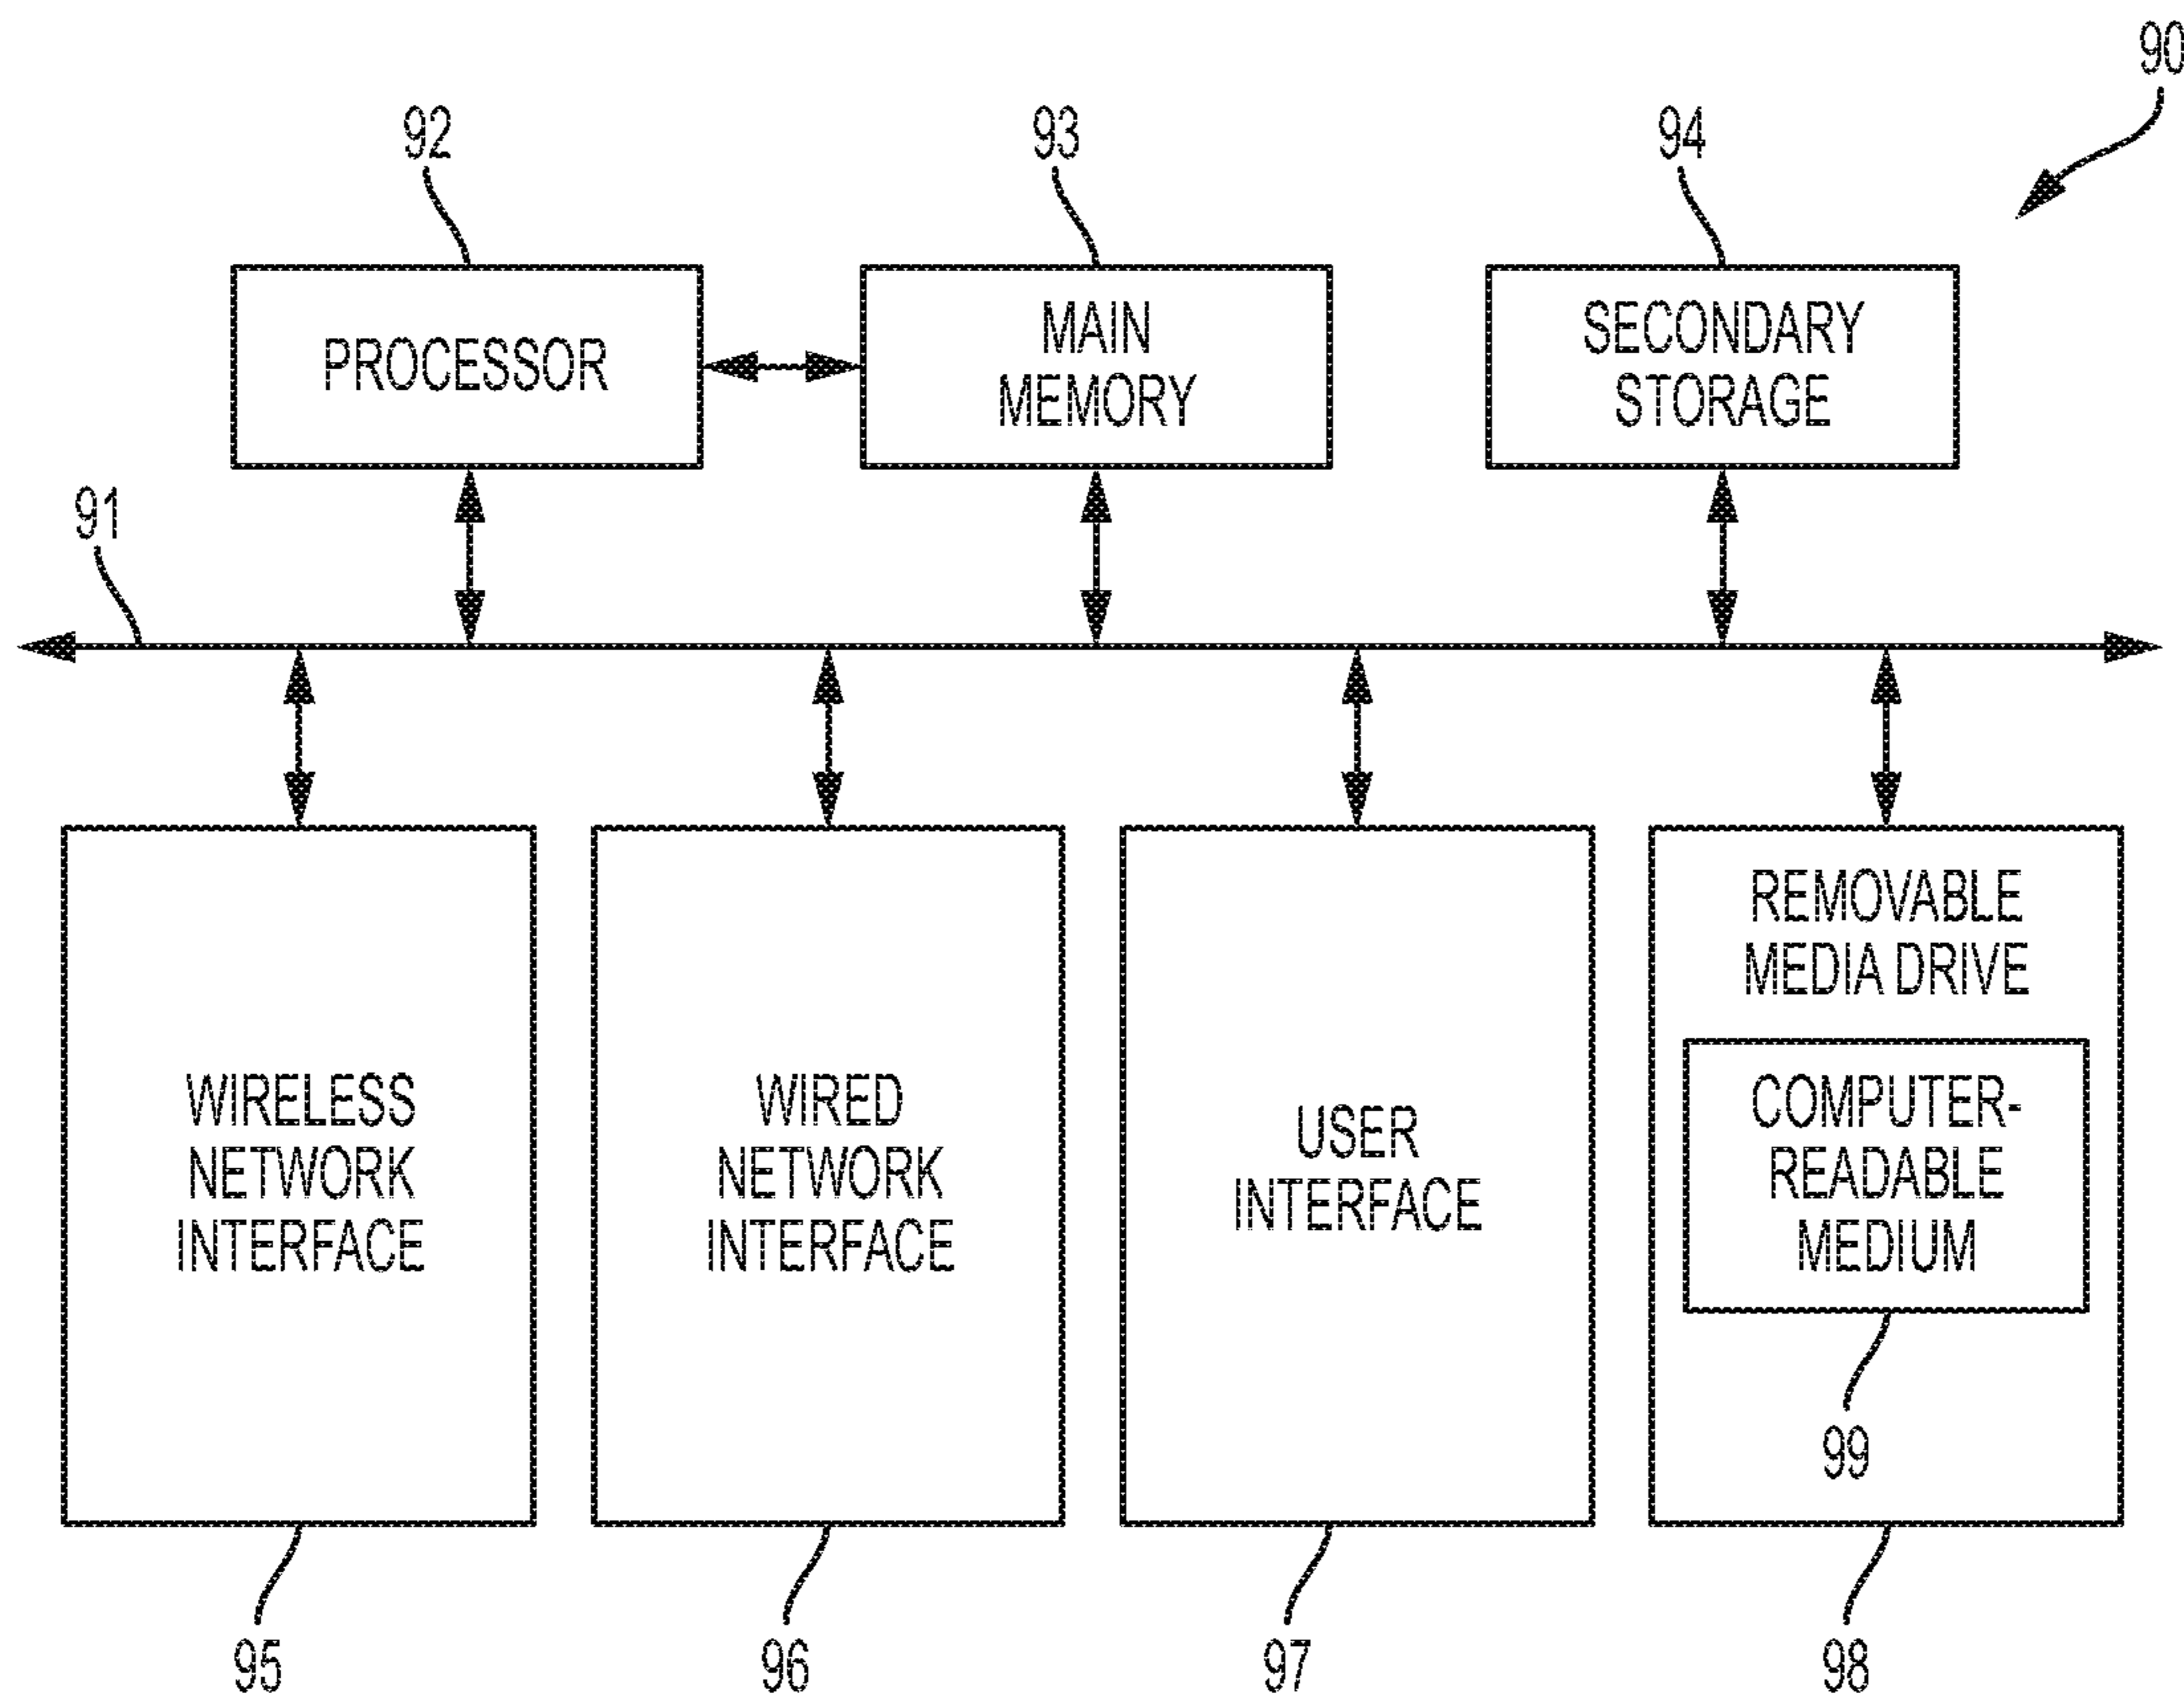 90
92
93
94
PROCESSOR
MAIN
MEMORY
SECONDARY
STORAGE
91
WIRELESS
NETWORK
INTERFACE
WIRED
NETWORK
INTERFACE
USER
INTERFACE
REMOVABLE
MEDIA DRIVE
COMPUTER-
READABLE
MEDIUM
99
95
96
97
98